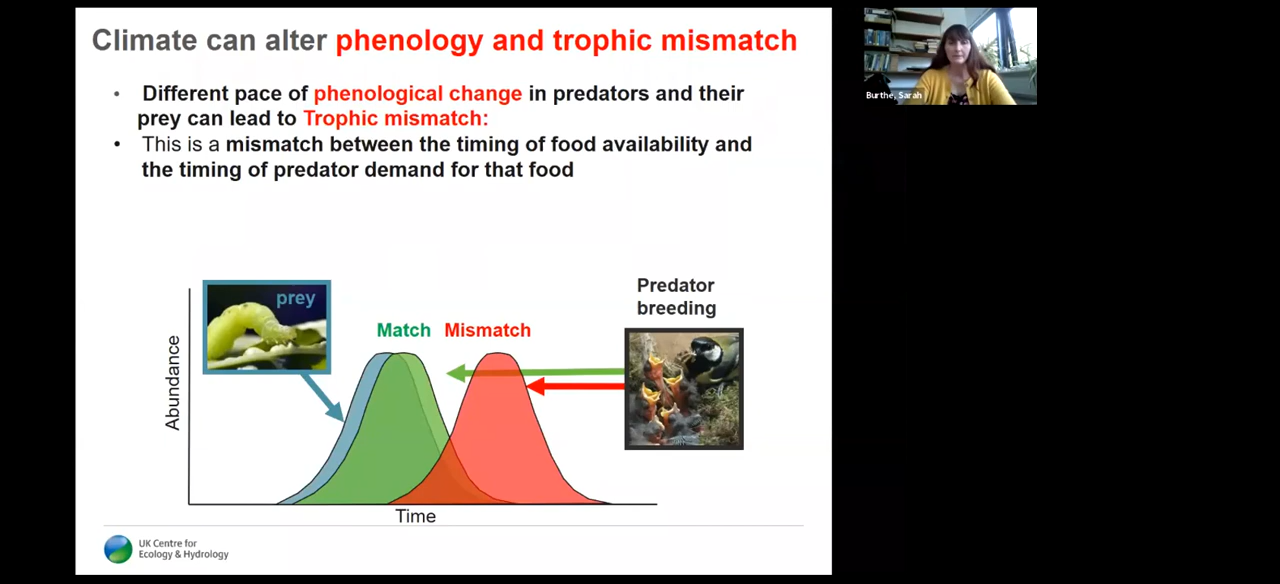 Climate can alter phenology and trophic mismatch
• Different pace of phenological change in predators and their
prey can lead to Trophic mismatch:
• This is a mismatch between the timing of food availability and
the timing of predator demand for that food
Predator
breeding
prey
Match Mismatch
Abundance
Time
UK Centre for
Ecology & Hydrology
Burthe, Sarah